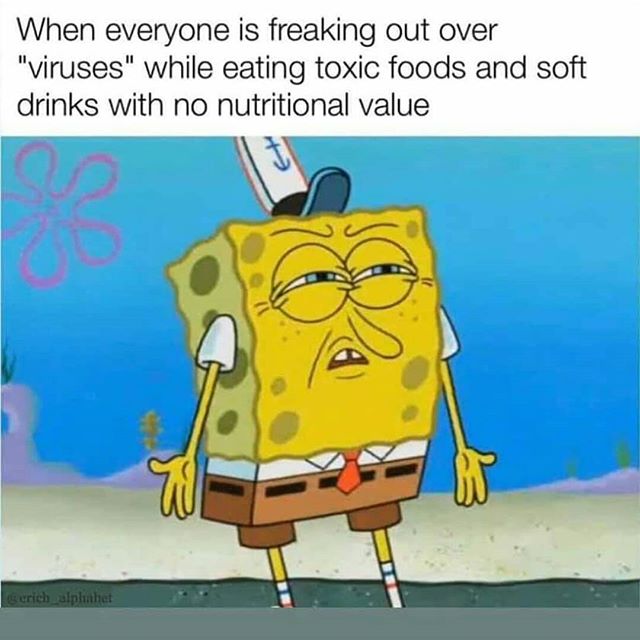 When everyone is freaking out over
"viruses" while eating toxic foods and soft
drinks with no nutritional value
@erich_alphabet